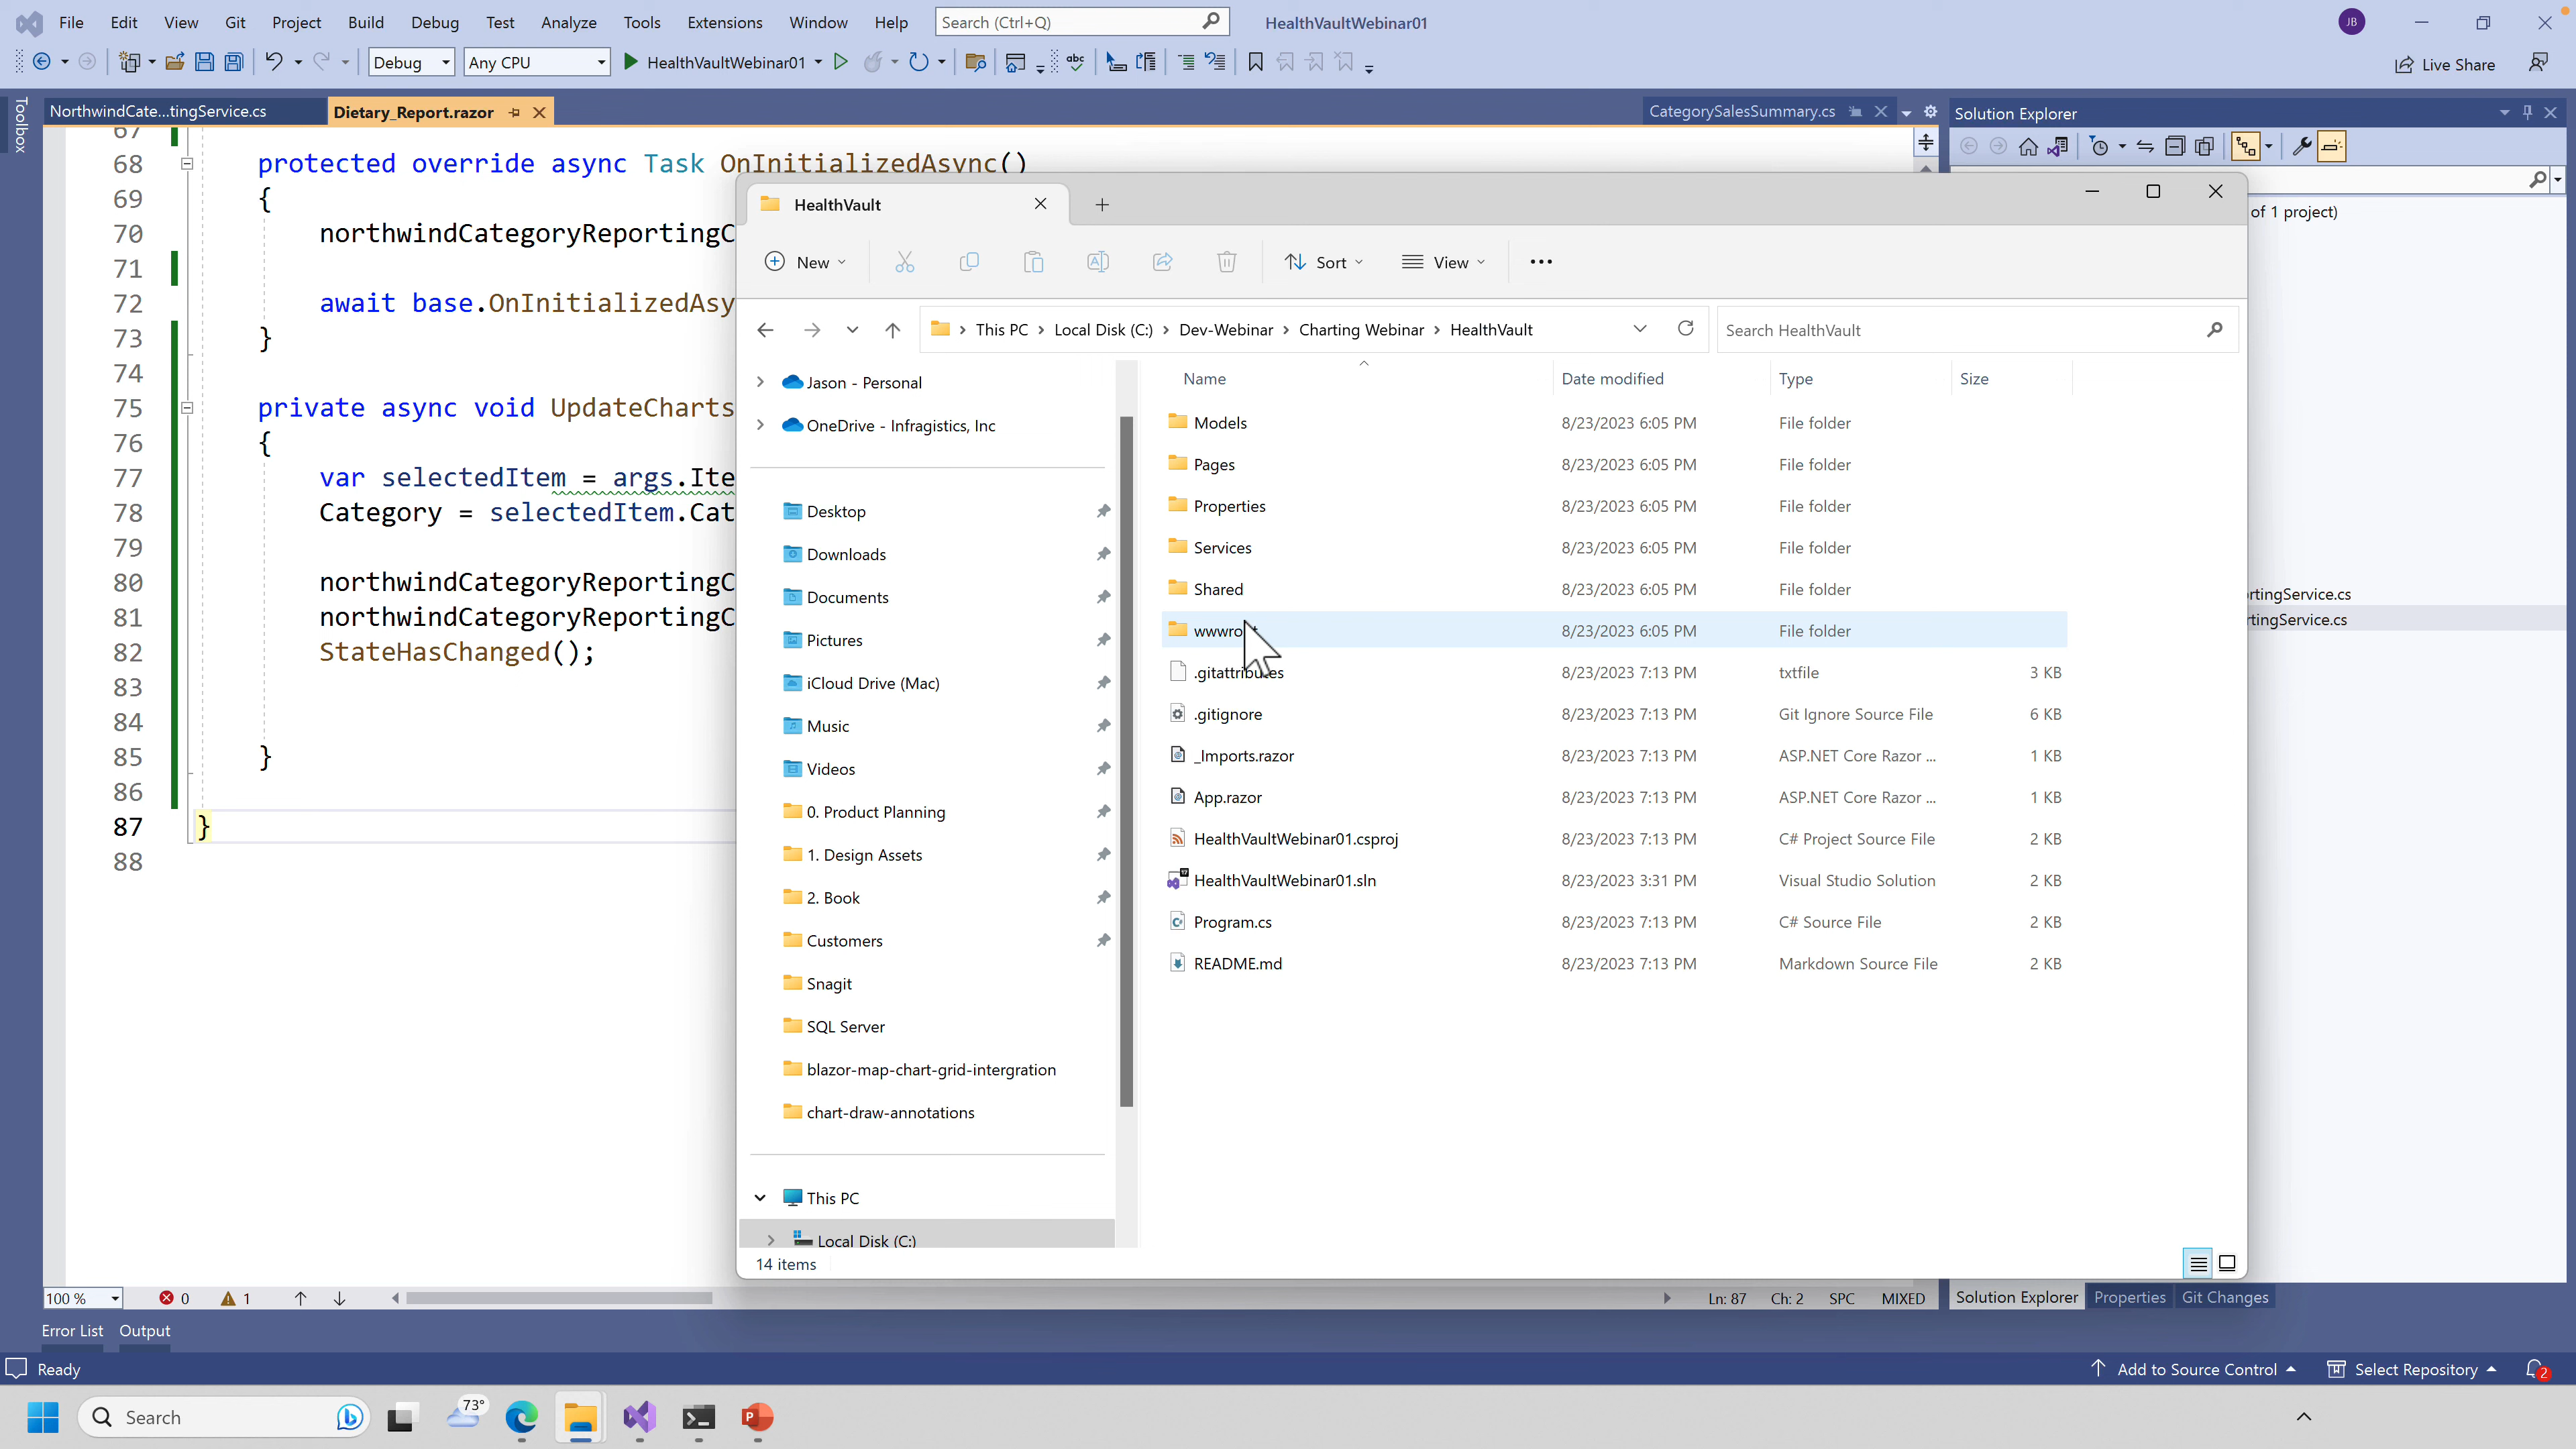 File Edit View Git Project Build Debug Test Analyze Tools Extensions Window Help Search (Ctrl+Q) HealthVaultWebinar01 JB
Debug Any CPU HealthVaultWebinar01 Live Share
Toolbox
NorthwindCate...tingService.cs Dietary_Report.razor CategorySalesSummary.cs Solution Explorer
67
68 protected override async Task OnInitializedAsync()
69 {
70 northwindCategoryReportingC
71
72 await base.OnInitializedAsy
73 }
74
75 private async void UpdateCharts
76 {
77 var selectedItem = args.Ite
78 Category = selectedItem.Cat
79
80 northwindCategoryReportingC
81 northwindCategoryReportingC
82 StateHasChanged();
83
84
85 }
86
87 }
88
HealthVault
New Sort View
This PC Local Disk (C:) Dev-Webinar Charting Webinar HealthVault Search HealthVault
Jason - Personal
OneDrive - Infragistics, Inc
Desktop
Downloads
Documents
Pictures
iCloud Drive (Mac)
Music
Videos
0. Product Planning
1. Design Assets
2. Book
Customers
Snagit
SQL Server
blazor-map-chart-grid-intergration
chart-draw-annotations
This PC
Local Disk (C:)
14 items
Name Date modified Type Size
Models 8/23/2023 6:05 PM File folder
Pages 8/23/2023 6:05 PM File folder
Properties 8/23/2023 6:05 PM File folder
Services 8/23/2023 6:05 PM File folder
Shared 8/23/2023 6:05 PM File folder
8/23/2023 6:05 PM File folder
.gitattributes 8/23/2023 7:13 PM txtfile 3 KB
.gitignore 8/23/2023 7:13 PM Git Ignore Source File 6 KB
_Imports.razor 8/23/2023 7:13 PM ASP.NET Core Razor ... 1 KB
App.razor 8/23/2023 7:13 PM ASP.NET Core Razor ... 1 KB
HealthVaultWebinar01.csproj 8/23/2023 7:13 PM C# Project Source File 2 KB
HealthVaultWebinar01.sln 8/23/2023 3:31 PM Visual Studio Solution 2 KB
Program.cs 8/23/2023 7:13 PM C# Source File 2 KB
README.md 8/23/2023 7:13 PM Markdown Source File 2 KB
of 1 project)
rtingService.cs
rtingService.cs
100 % 0 1 Ln: 87 Ch: 2 SPC MIXED Solution Explorer Properties Git Changes
Error List Output
Ready Add to Source Control Select Repository 2
Search 73°